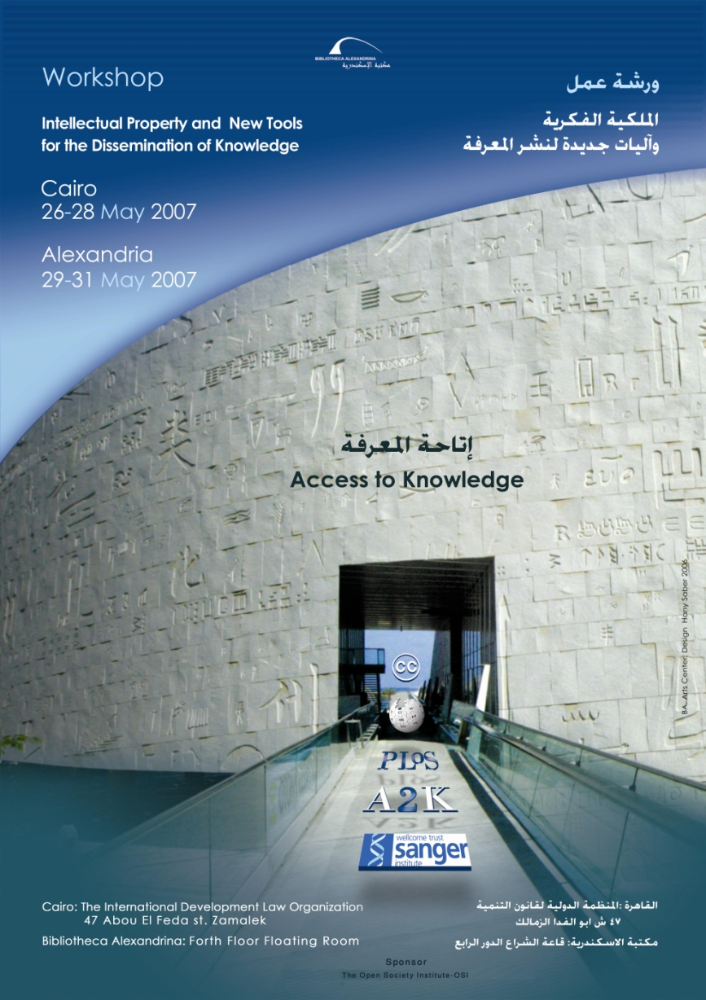 BIBLIOTHECA ALEXANDRINA
مكتبة الإسكندرية
Workshop
Intellectual Property and New Tools
for the Dissemination of Knowledge
Cairo
26-28 May 2007
Alexandria
29-31 May 2007
ورشة عمل
الملكية الفكرية
وآليات جديدة لنشر المعرفة
إتاحة المعرفة
Access to Knowledge
CC
PLoS
A2K
wellcome trust
sanger
institute
BA-Arts Center: Design Hany Saber 2006
Cairo: The International Development Law Organization
47 Abou El Feda st. Zamalek
Bibliotheca Alexandrina: Forth Floor Floating Room
القاهرة :المنظمة الدولية لقانون التنمية
٤٧ ش ابو الفدا الزمالك
مكتبة الاسكندرية: قاعة الشراع الدور الرابع
Sponsor
The Open Society Institute-OSI